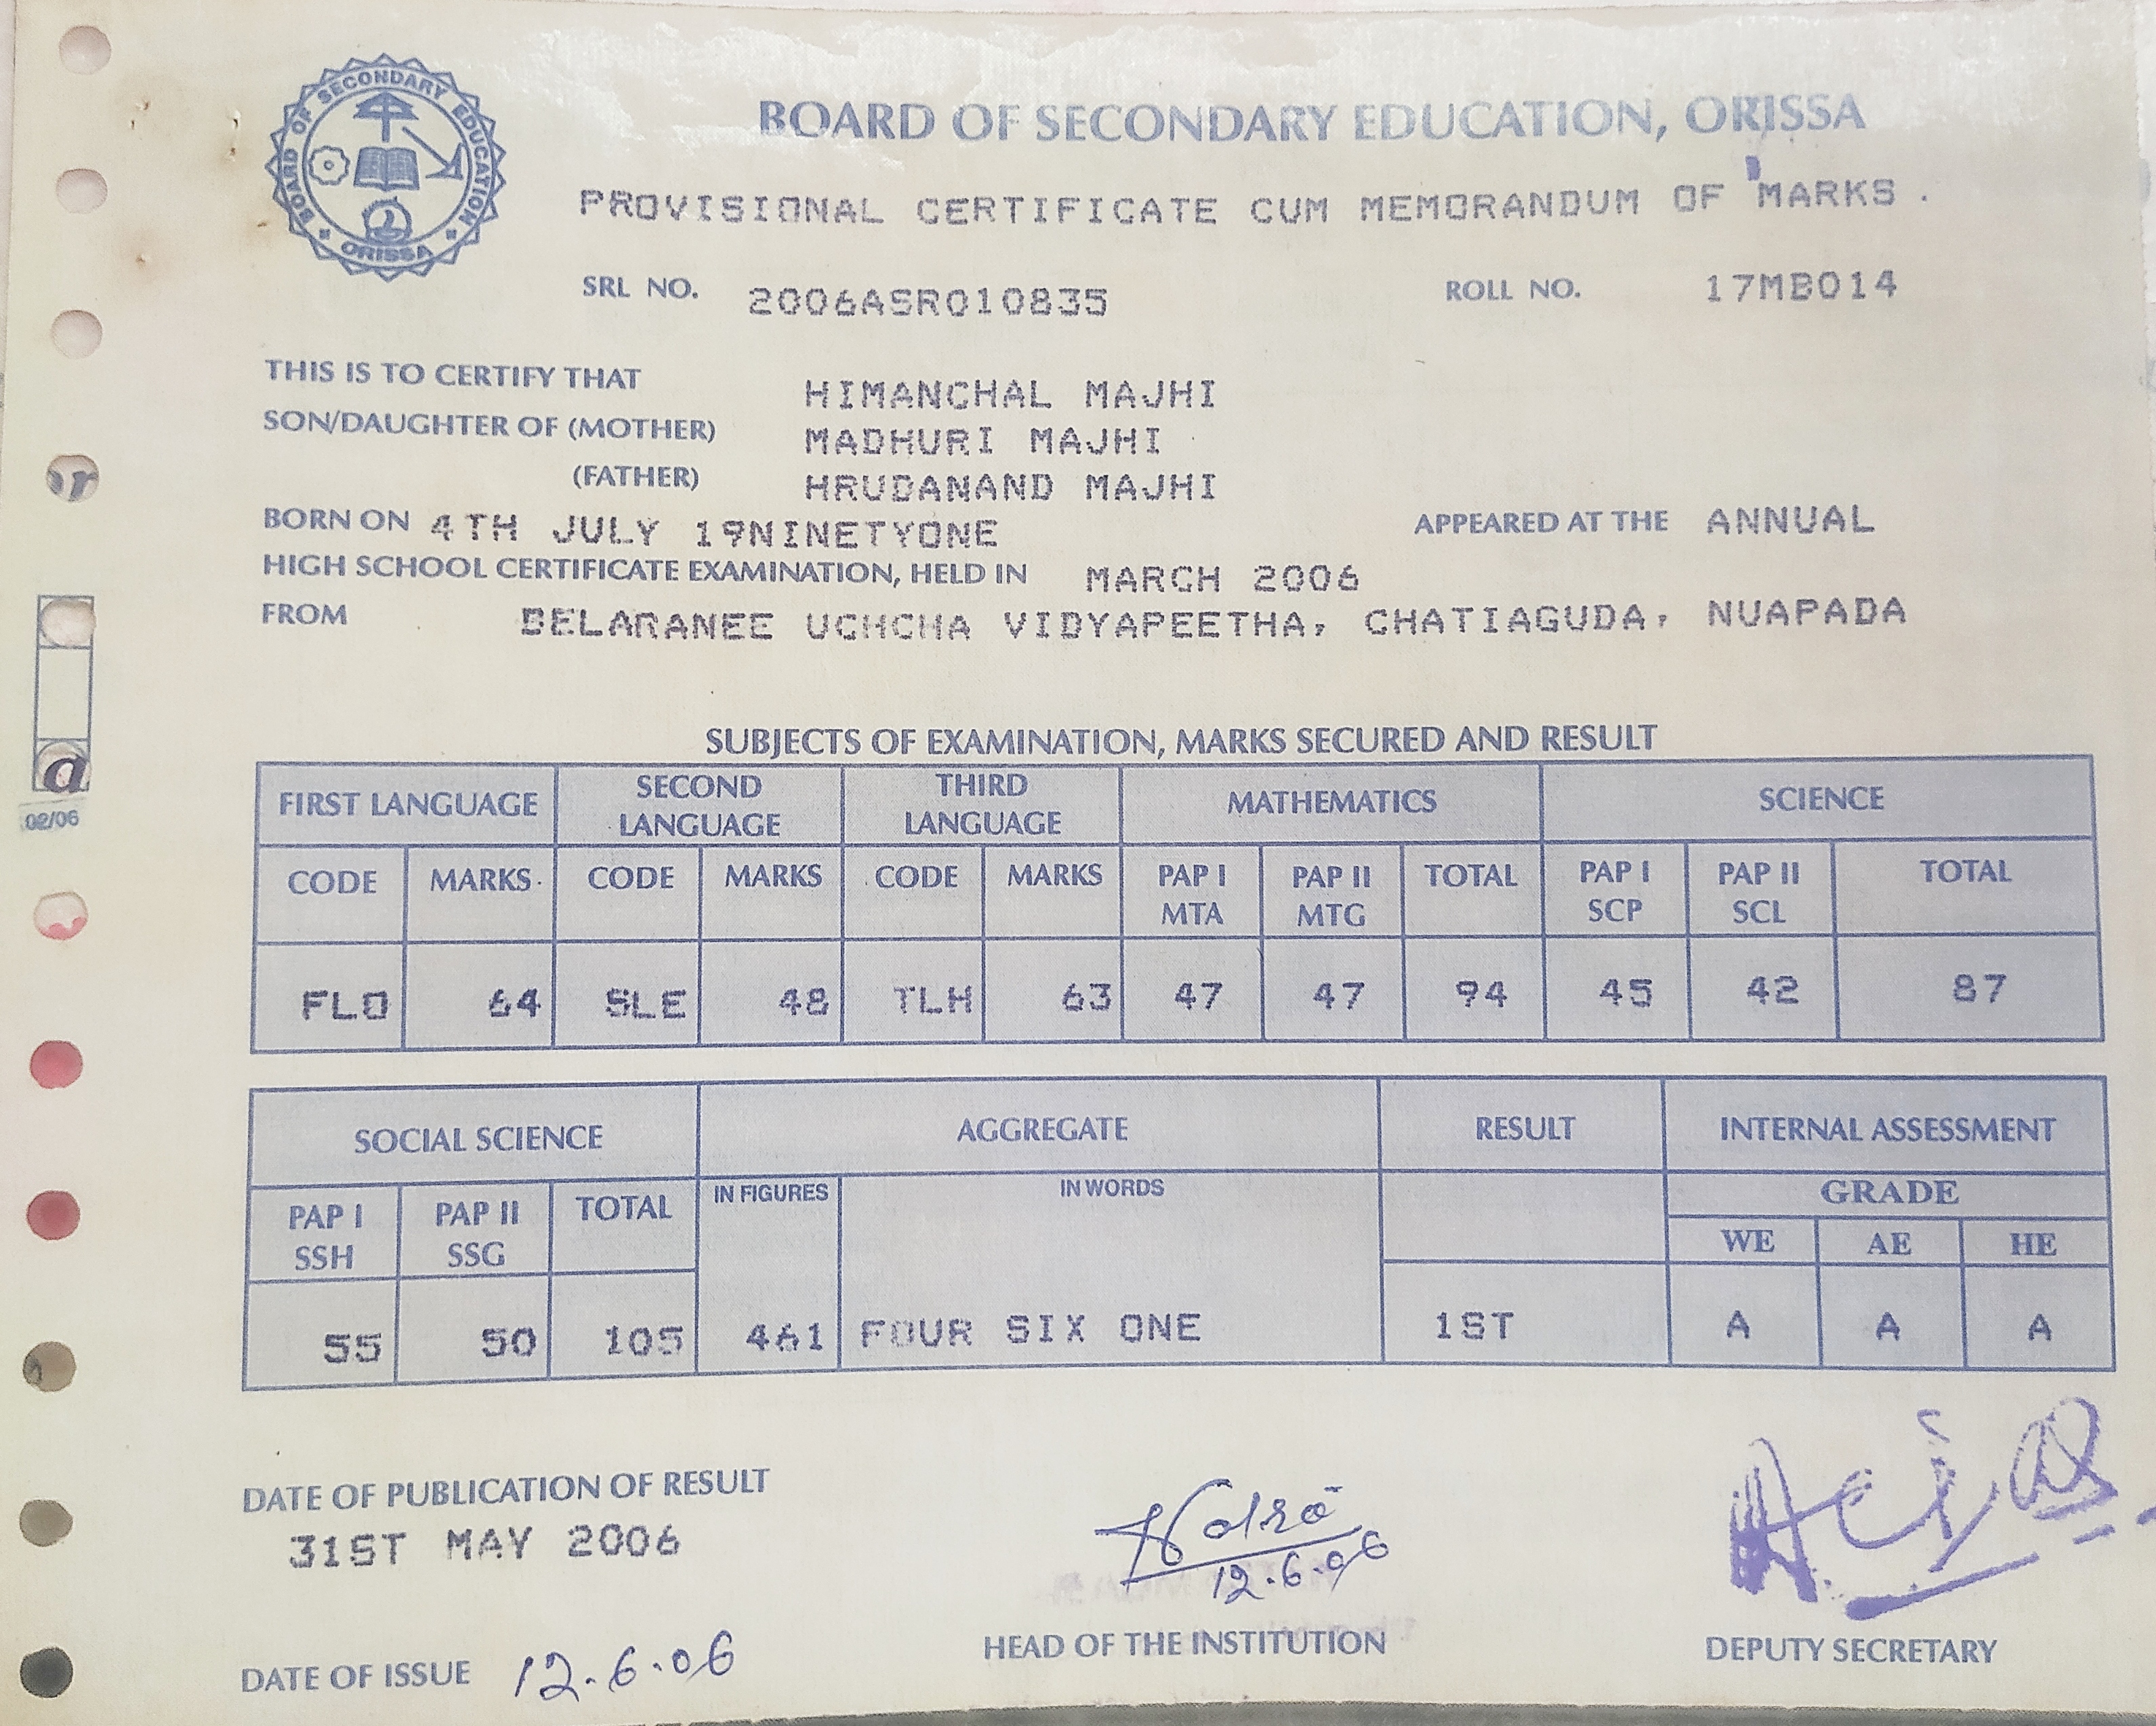 BOARD OF SECONDARY EDUCATION
ORISSA
BOARD OF SECONDARY EDUCATION, ORISSA
PROVISIONAL CERTIFICATE CUM MEMORANDUM OF MARKS .
SRL NO. 2006ASR010835 ROLL NO. 17MB014
THIS IS TO CERTIFY THAT HIMANCHAL MAJHI
SON/DAUGHTER OF (MOTHER) MADHURI MAJHI
(FATHER) HRUDANAND MAJHI
BORN ON 4TH JULY 19NINETYONE APPEARED AT THE ANNUAL
HIGH SCHOOL CERTIFICATE EXAMINATION, HELD IN MARCH 2006
FROM BELARANEE UCHCHA VIDYAPEETHA, CHATIAGUDA, NUAPADA
a
02/06
SUBJECTS OF EXAMINATION, MARKS SECURED AND RESULT
FIRST LANGUAGE SECOND LANGUAGE THIRD LANGUAGE MATHEMATICS SCIENCE
CODE MARKS CODE MARKS CODE MARKS PAP I MTA PAP II MTG TOTAL PAP I SCP PAP II SCL TOTAL
FLO 64 SLE 48 TLH 63 47 47 94 45 42 87
SOCIAL SCIENCE AGGREGATE RESULT INTERNAL ASSESSMENT
PAP I SSH PAP II SSG TOTAL IN FIGURES IN WORDS GRADE
WE AE HE
55 50 105 461 FOUR SIX ONE 1ST A A A
DATE OF PUBLICATION OF RESULT
31ST MAY 2006
12.6.06
HEAD OF THE INSTITUTION DEPUTY SECRETARY
DATE OF ISSUE 12.6.06